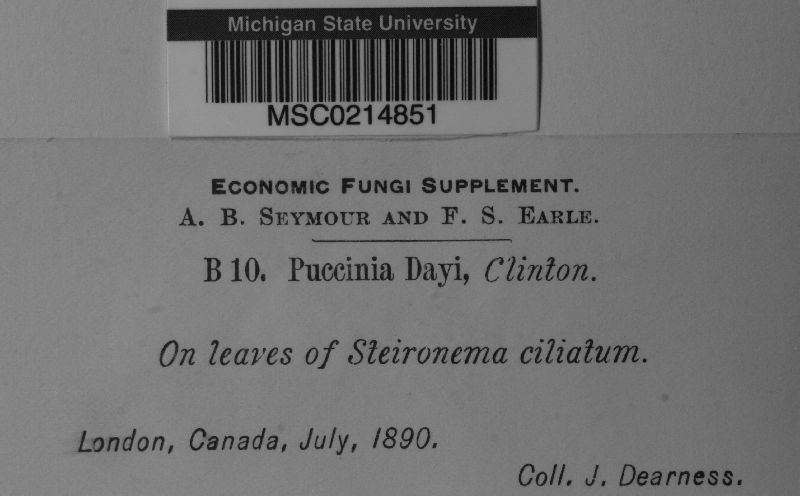 Michigan State University
MSC0214851
ECONOMIC FUNGI SUPPLEMENT.
A. B. SEYMOUR AND F. S. EARLE.
B 10. Puccinia Dayi, Clinton.
On leaves of Steironema ciliatum.
London, Canada, July, 1890.
Coll. J. Dearness.